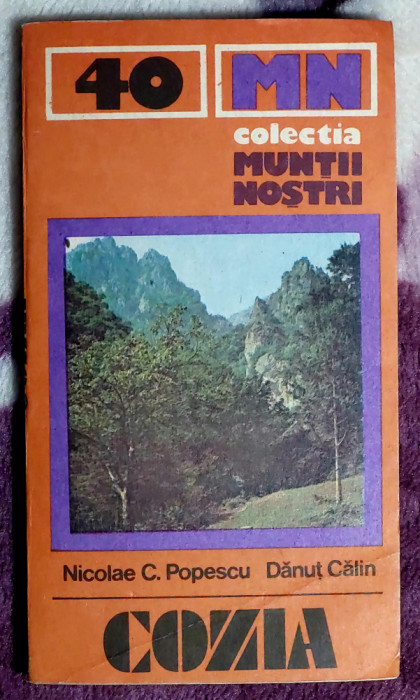 40 MN
colecția
MUNȚII
NOȘTRI
Nicolae C. Popescu Dănuț Călin
COZIA